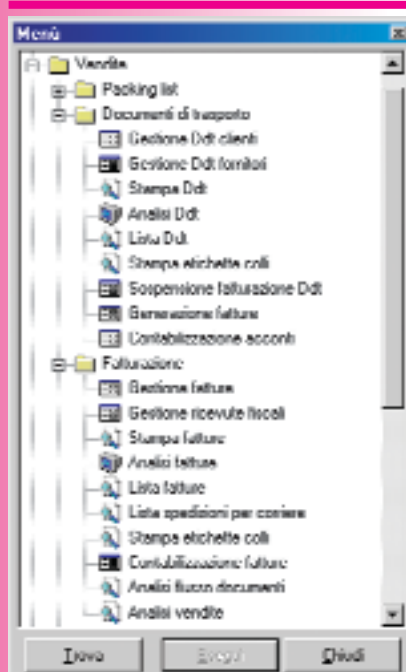 Menù
Vendite
Packing list
Documenti di trasporto
Gestione Ddt clienti
Gestione Ddt fornitori
Stampa Ddt
Analisi Ddt
Lista Ddt
Stampa etichette colli
Sospensione fatturazione Ddt
Generazione fatture
Contabilizzazione acconti
Fatturazione
Gestione fatture
Gestione ricevute fiscali
Stampa fatture
Analisi fatture
Lista fatture
Lista spedizioni per corriere
Stampa etichette colli
Contabilizzazione fatture
Analisi flusso documenti
Analisi vendite
Trova Esegui Chiudi